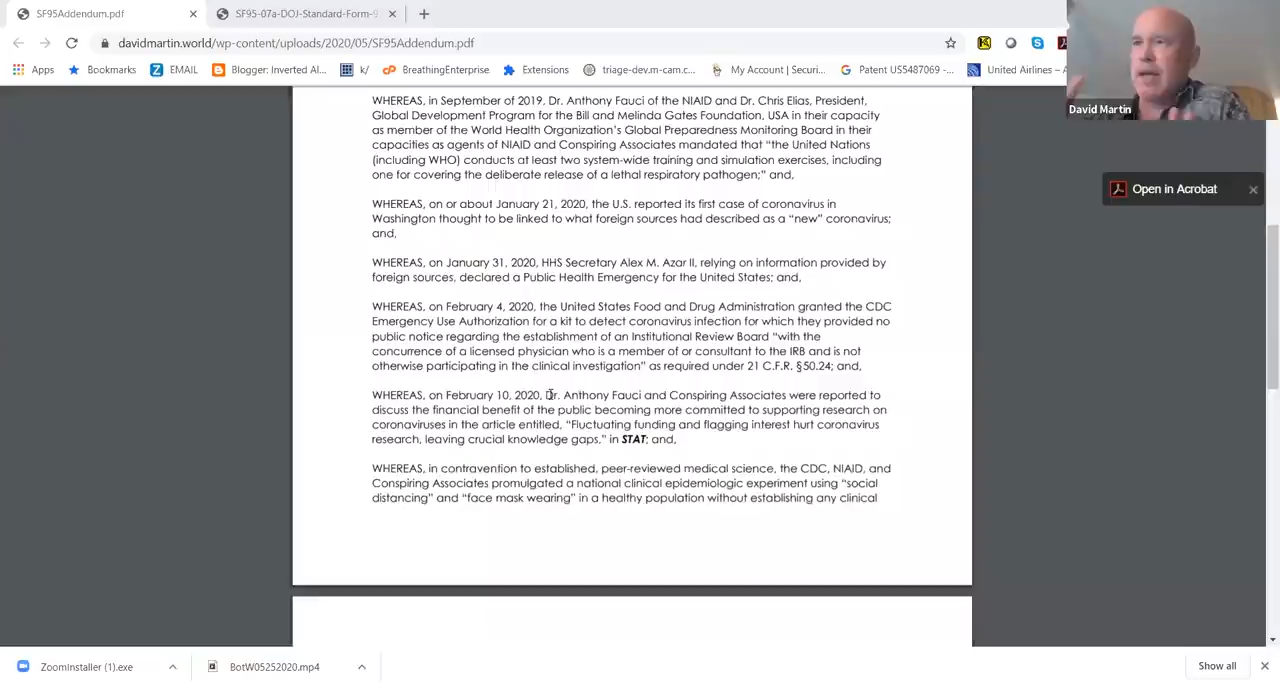 SF95Addendum.pdf
SF95-07a-DOJ-Standard-Form-9
davidmartin.world/wp-content/uploads/2020/05/SF95Addendum.pdf
Apps Bookmarks EMAIL Blogger: Inverted Al... k/ BreathingEnterprise Extensions triage-dev.m-cam.c... My Account | Securi... Patent US5487069 -... United Airlines –
David Martin
Open in Acrobat
WHEREAS, in September of 2019, Dr. Anthony Fauci of the NIAID and Dr. Chris Elias, President,
Global Development Program for the Bill and Melinda Gates Foundation, USA in their capacity
as member of the World Health Organization's Global Preparedness Monitoring Board in their
capacities as agents of NIAID and Conspiring Associates mandated that "the United Nations
(including WHO) conducts at least two system-wide training and simulation exercises, including
one for covering the deliberate release of a lethal respiratory pathogen;" and,
WHEREAS, on or about January 21, 2020, the U.S. reported its first case of coronavirus in
Washington thought to be linked to what foreign sources had described as a "new" coronavirus;
and,
WHEREAS, on January 31, 2020, HHS Secretary Alex M. Azar II, relying on information provided by
foreign sources, declared a Public Health Emergency for the United States; and,
WHEREAS, on February 4, 2020, the United States Food and Drug Administration granted the CDC
Emergency Use Authorization for a kit to detect coronavirus infection for which they provided no
public notice regarding the establishment of an Institutional Review Board "with the
concurrence of a licensed physician who is a member of or consultant to the IRB and is not
otherwise participating in the clinical investigation" as required under 21 C.F.R. §50.24; and,
WHEREAS, on February 10, 2020, Dr. Anthony Fauci and Conspiring Associates were reported to
discuss the financial benefit of the public becoming more committed to supporting research on
coronaviruses in the article entitled, "Fluctuating funding and flagging interest hurt coronavirus
research, leaving crucial knowledge gaps," in STAT; and,
WHEREAS, in contravention to established, peer-reviewed medical science, the CDC, NIAID, and
Conspiring Associates promulgated a national clinical epidemiologic experiment using "social
distancing" and "face mask wearing" in a healthy population without establishing any clinical
ZoomInstaller (1).exe
BotW05252020.mp4
Show all